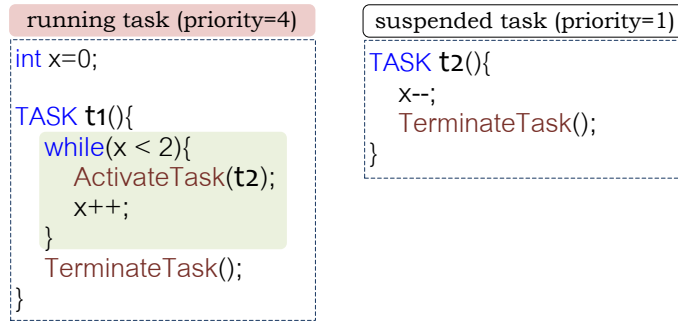 running task (priority=4)
int x=0;
TASK t1(){
while(x < 2){
ActivateTask(t2);
x++;
}
TerminateTask();
}
suspended task (priority=1)
TASK t2(){
x--;
TerminateTask();
}